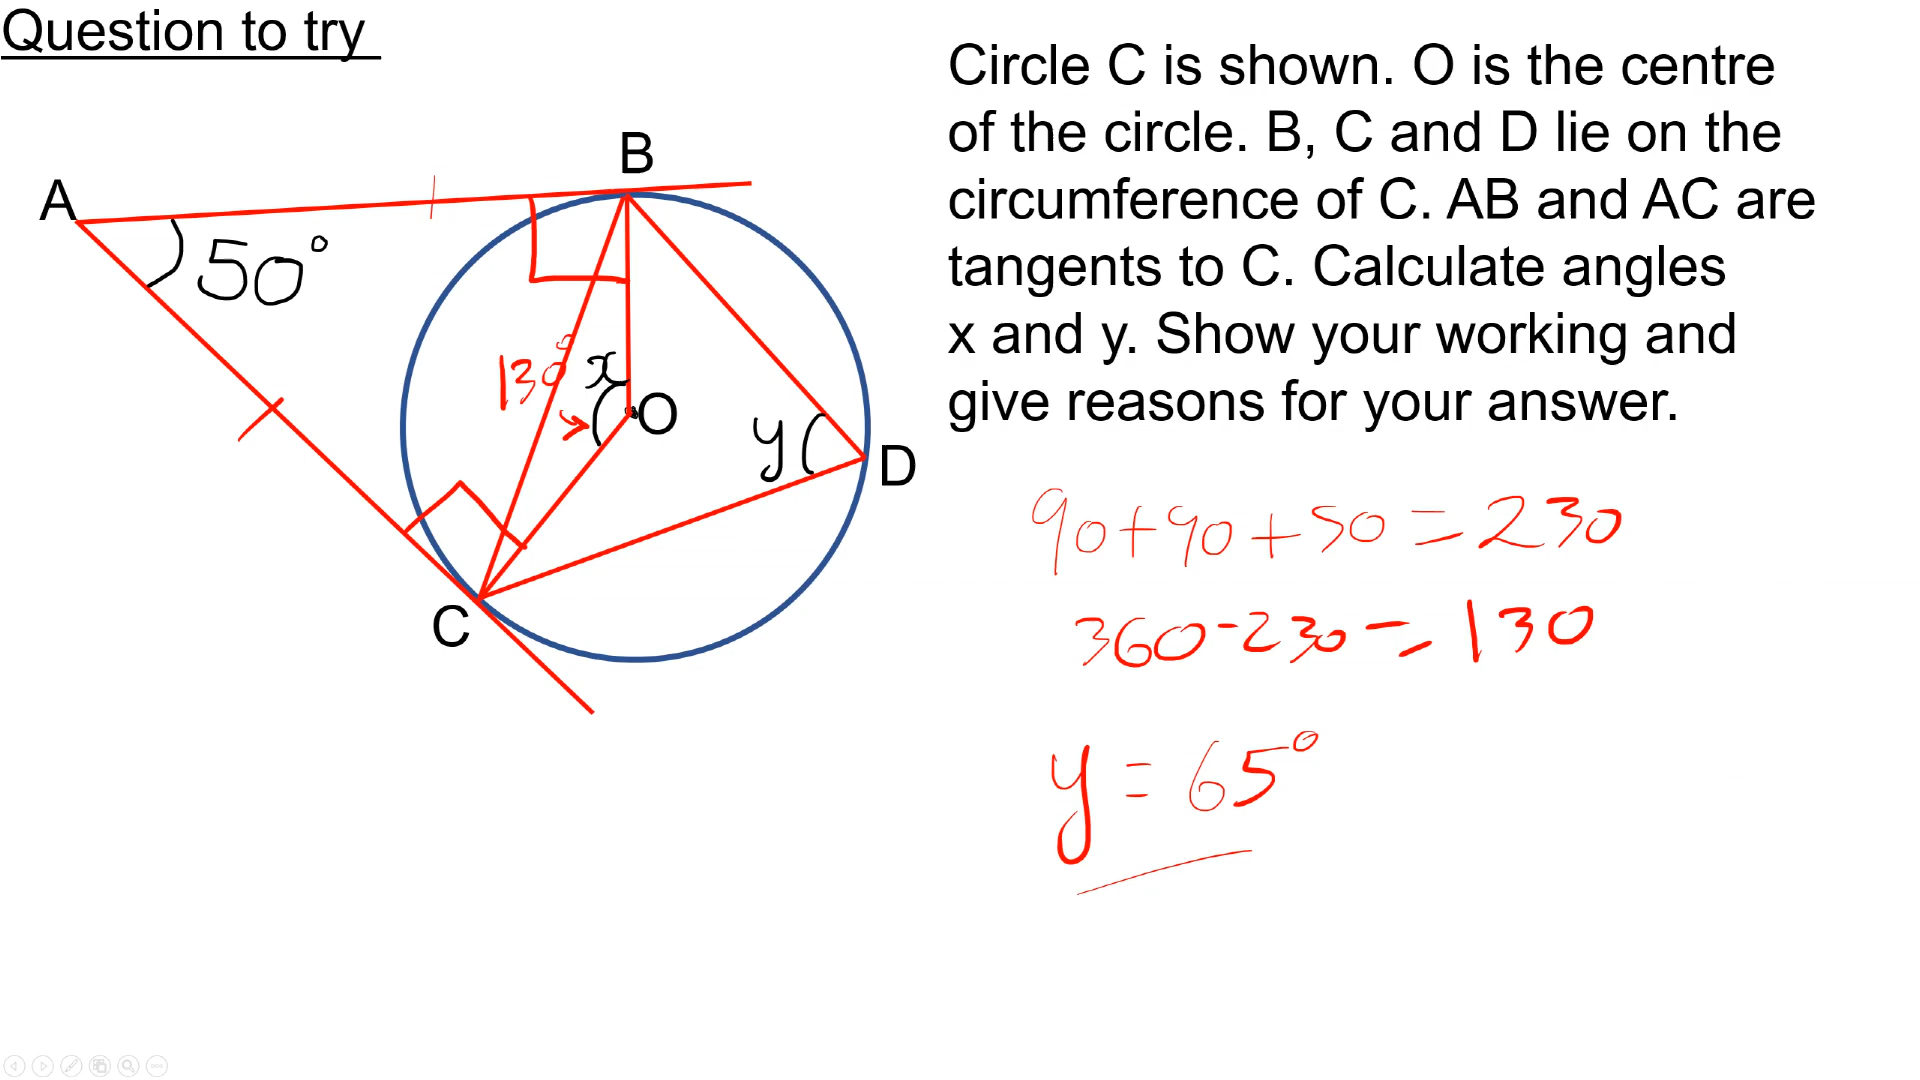 Question to try
Circle C is shown. O is the centre
of the circle. B, C and D lie on the
circumference of C. AB and AC are
tangents to C. Calculate angles
x and y. Show your working and
give reasons for your answer.
A
B
50°
130°
x
O
y
D
C
90+90+50=230
360-230=130
y=65°